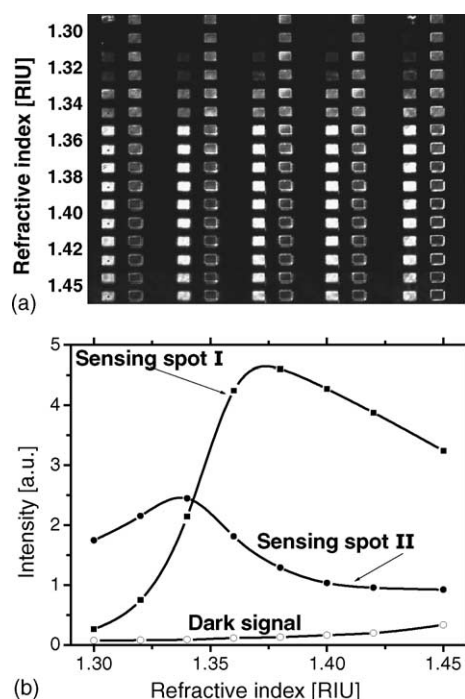 (a)
Refractive index [RIU]
1.30
1.32
1.34
1.36
1.38
1.40
1.42
1.45
(b)
Intensity [a.u.]
5
4
3
2
1
0
Sensing spot I
Sensing spot II
Dark signal
1.30
1.35
1.40
1.45
Refractive index [RIU]